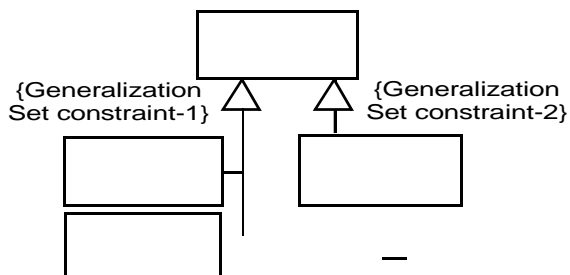 {Generalization
Set constraint-1}
{Generalization
Set constraint-2}